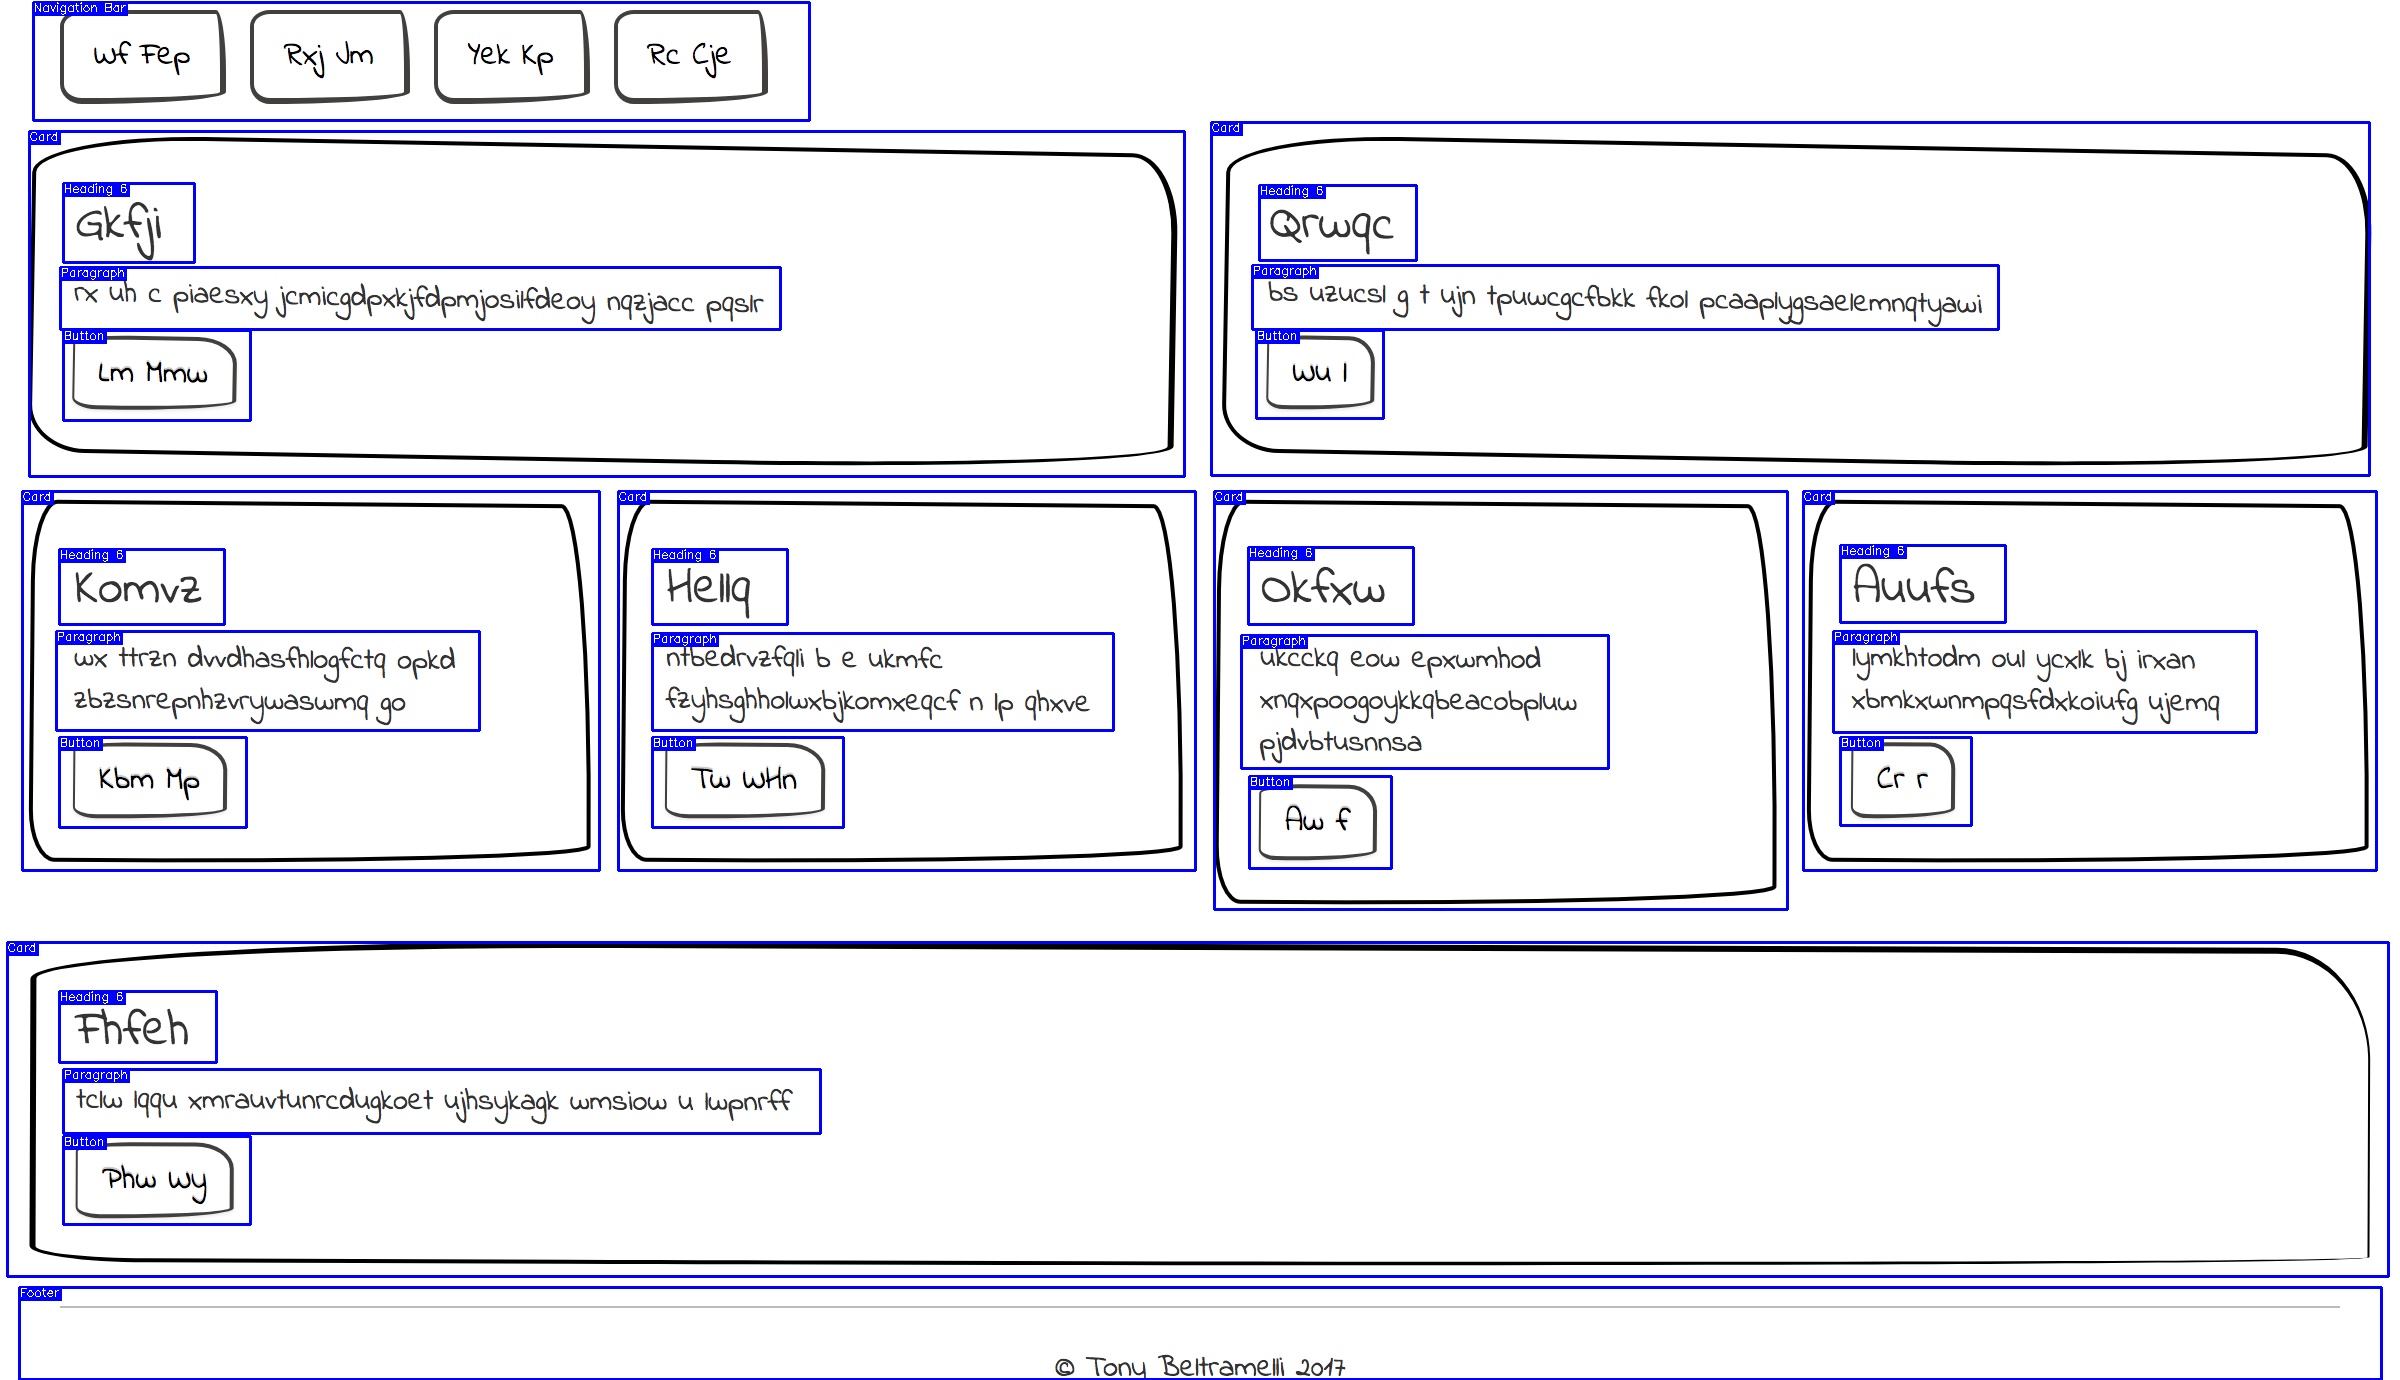 Navigation Bar
Wf Fep
Rxj Jm
Yek Kp
Rc Cje
Card
Heading 6
Gkfji
Paragraph
rx uh c piaesxy jcmicgdpxkjfdpmjosilfdeoy nqzjacc pqslr
Button
Lm Mmw
Card
Heading 6
Qrwqc
Paragraph
bs uzucsl g t ujn tpuwcgcfbkk fkol pcaaplygsaelemnqtyawi
Button
Wu I
Card
Heading 6
Komvz
Paragraph
wx ttrzn dvvdhasfhlogfctq opkd
zbzsnrepnhzvrywaswmq go
Button
Kbm Mp
Card
Heading 6
Hellq
Paragraph
ntbedrvzfqli b e ukmfc
fzyhsghholwxbjkomxeqcf n lp qhxve
Button
Tw WHn
Card
Heading 6
Okfxw
Paragraph
ukcckq eow epxwmhod
xnqxpoogoykkqbeacobpluw
pjdvbtusnnsa
Button
Aw f
Card
Heading 6
Auufs
Paragraph
lymkhtodm oul ycxlk bj irxan
xbmkxwnmpqsfdxkoiufg ujemq
Button
Cr r
Card
Heading 6
Fhfeh
Paragraph
tclw lqqu xmrauvtunrcdugkoet ujhsykagk wmsiow u lwpnrff
Button
Phw Wy
Footer
© Tony Beltramelli 2017